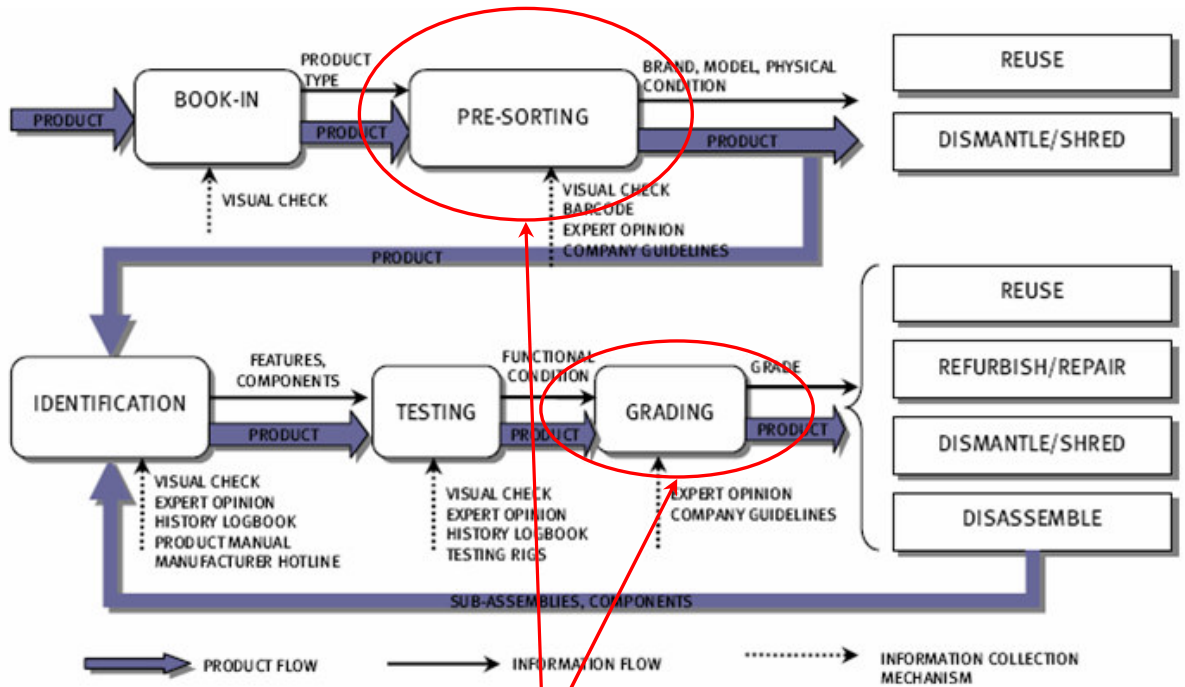 PRODUCT
BOOK-IN
PRODUCT
TYPE
PRODUCT
VISUAL CHECK
PRE-SORTING
BRAND, MODEL, PHYSICAL
CONDITION
PRODUCT
VISUAL CHECK
BARCODE
EXPERT OPINION
COMPANY GUIDELINES
REUSE
DISMANTLE/SHRED
PRODUCT
IDENTIFICATION
FEATURES,
COMPONENTS
PRODUCT
VISUAL CHECK
EXPERT OPINION
HISTORY LOGBOOK
PRODUCT MANUAL
MANUFACTURER HOTLINE
TESTING
FUNCTIONAL
CONDITION
PRODUCT
VISUAL CHECK
EXPERT OPINION
HISTORY LOGBOOK
TESTING RIGS
GRADING
GRADE
PRODUCT
EXPERT OPINION
COMPANY GUIDELINES
REUSE
REFURBISH/REPAIR
DISMANTLE/SHRED
DISASSEMBLE
SUB-ASSEMBLIES, COMPONENTS
PRODUCT FLOW
INFORMATION FLOW
INFORMATION COLLECTION
MECHANISM